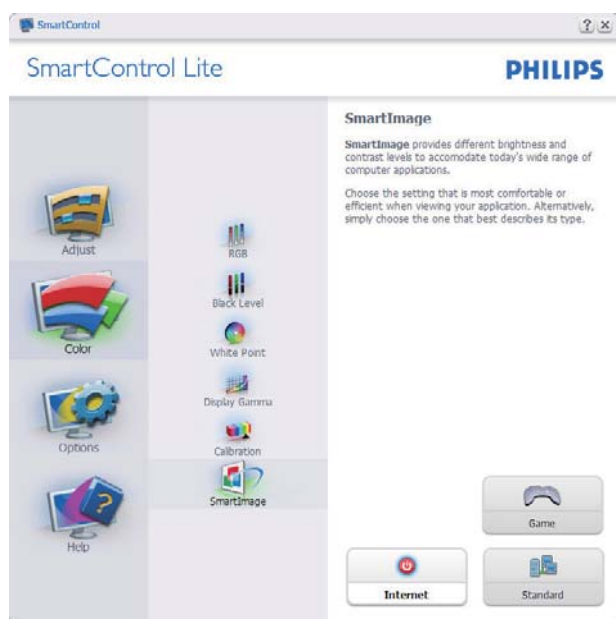 SmartControl
? x
SmartControl Lite
PHILIPS
Adjust
Color
Options
Help
RGB
Black Level
White Point
Display Gamma
Calibration
SmartImage
SmartImage
SmartImage provides different brightness and
contrast levels to accomodate today's wide range of
computer applications.
Choose the setting that is most comfortable or
efficient when viewing your application. Alternatively,
simply choose the one that best describes its type.
Game
Internet
Standard